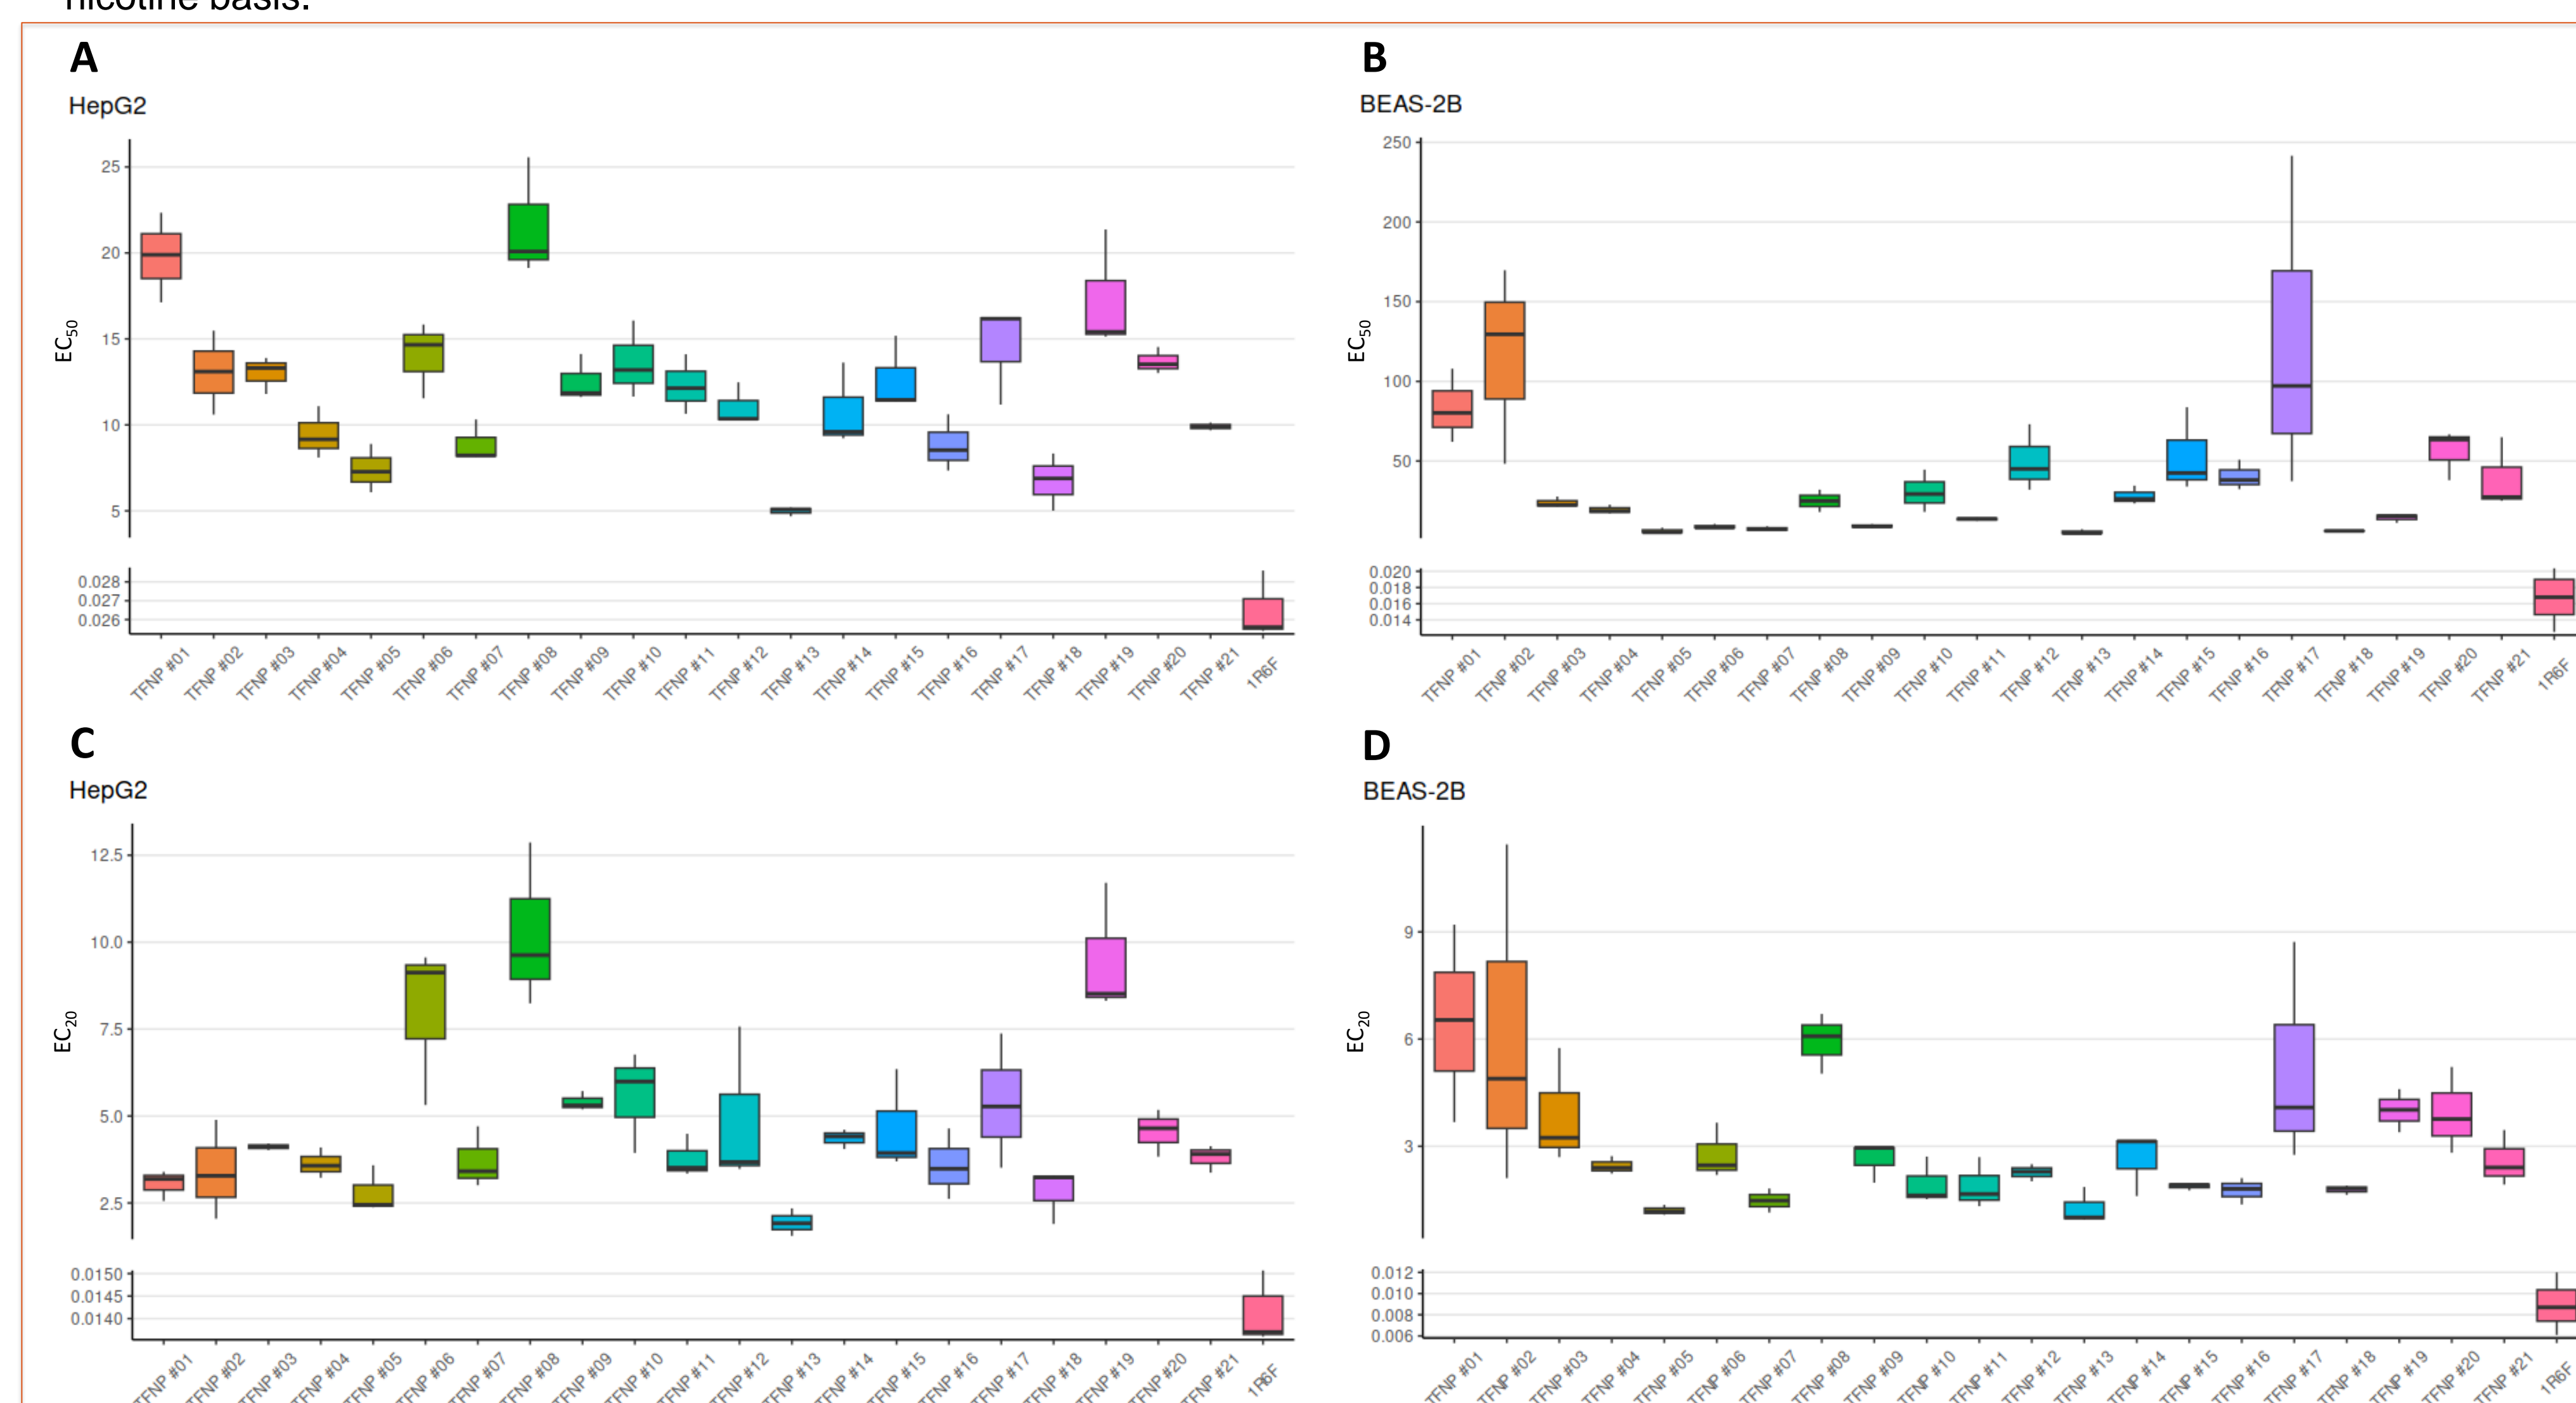 nicotine basis.
A
HepG2
EC50
25
20
15
10
5
0.028
0.027
0.026
TFNP #01
TFNP #02
TFNP #03
TFNP #04
TFNP #05
TFNP #06
TFNP #07
TFNP #08
TFNP #09
TFNP #10
TFNP #11
TFNP #12
TFNP #13
TFNP #14
TFNP #15
TFNP #16
TFNP #17
TFNP #18
TFNP #19
TFNP #20
TFNP #21
1R6F
B
BEAS-2B
EC50
250
200
150
100
50
0.020
0.018
0.016
0.014
TFNP #01
TFNP #02
TFNP #03
TFNP #04
TFNP #05
TFNP #06
TFNP #07
TFNP #08
TFNP #09
TFNP #10
TFNP #11
TFNP #12
TFNP #13
TFNP #14
TFNP #15
TFNP #16
TFNP #17
TFNP #18
TFNP #19
TFNP #20
TFNP #21
1R6F
C
HepG2
EC20
12.5
10.0
7.5
5.0
2.5
0.0150
0.0145
0.0140
TFNP #01
TFNP #02
TFNP #03
TFNP #04
TFNP #05
TFNP #06
TFNP #07
TFNP #08
TFNP #09
TFNP #10
TFNP #11
TFNP #12
TFNP #13
TFNP #14
TFNP #15
TFNP #16
TFNP #17
TFNP #18
TFNP #19
TFNP #20
TFNP #21
1R6F
D
BEAS-2B
EC20
9
6
3
0.012
0.010
0.008
0.006
TFNP #01
TFNP #02
TFNP #03
TFNP #04
TFNP #05
TFNP #06
TFNP #07
TFNP #08
TFNP #09
TFNP #10
TFNP #11
TFNP #12
TFNP #13
TFNP #14
TFNP #15
TFNP #16
TFNP #17
TFNP #18
TFNP #19
TFNP #20
TFNP #21
1R6F